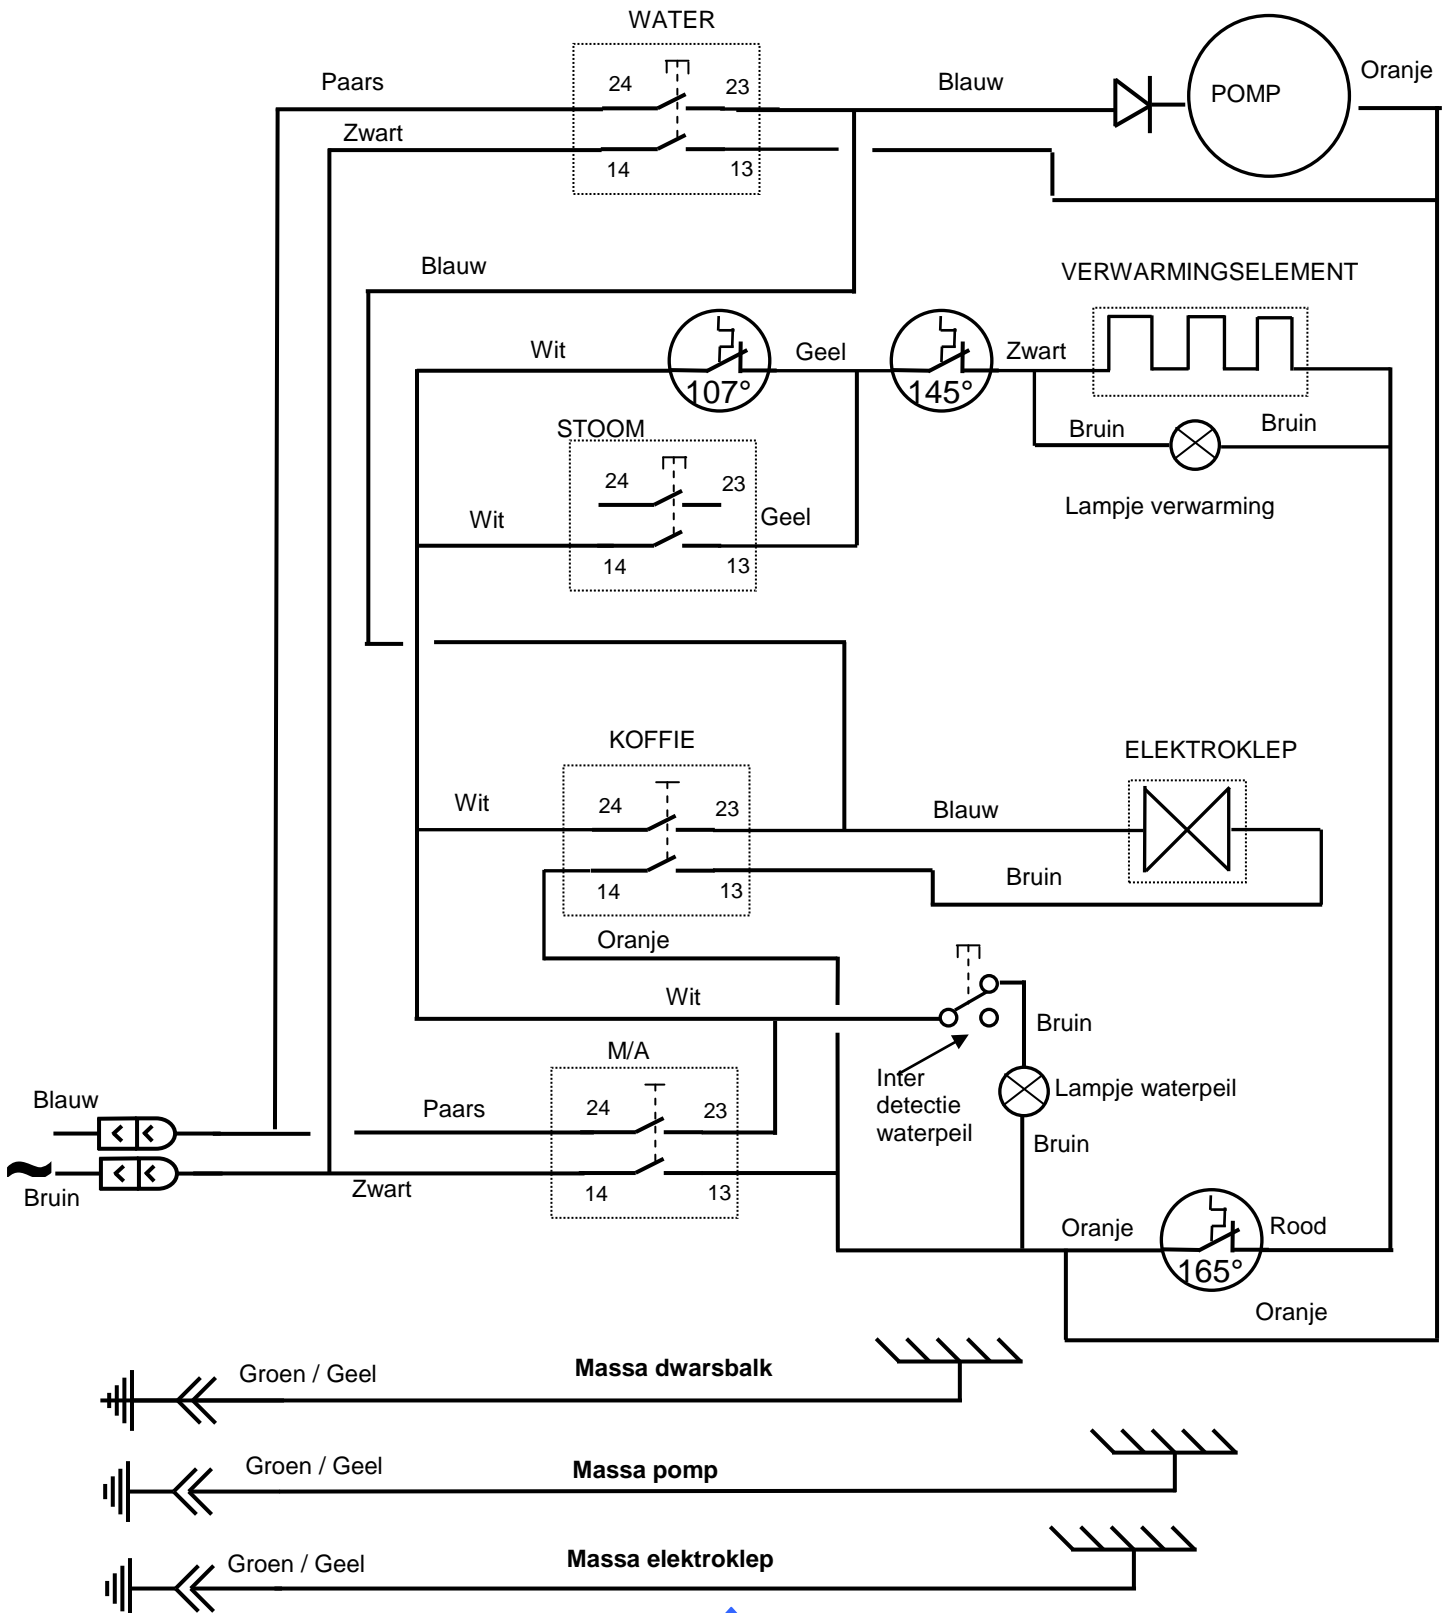 WATER
Paars
24
23
Blauw
POMP
Oranje
Zwart
14
13
Blauw
VERWARMINGSELEMENT
Wit
107°
Geel
145°
Zwart
Bruin
Bruin
Lampje verwarming
STOOM
24
23
Wit
Geel
14
13
KOFFIE
ELEKTROKLEP
Wit
24
23
Blauw
14
13
Bruin
Oranje
Wit
Bruin
Inter
detectie
waterpeil
Lampje waterpeil
Bruin
M/A
Blauw
Paars
24
23
Bruin
Zwart
14
13
Oranje
165°
Rood
Oranje
Groen / Geel
Massa dwarsbalk
Groen / Geel
Massa pomp
Groen / Geel
Massa elektroklep